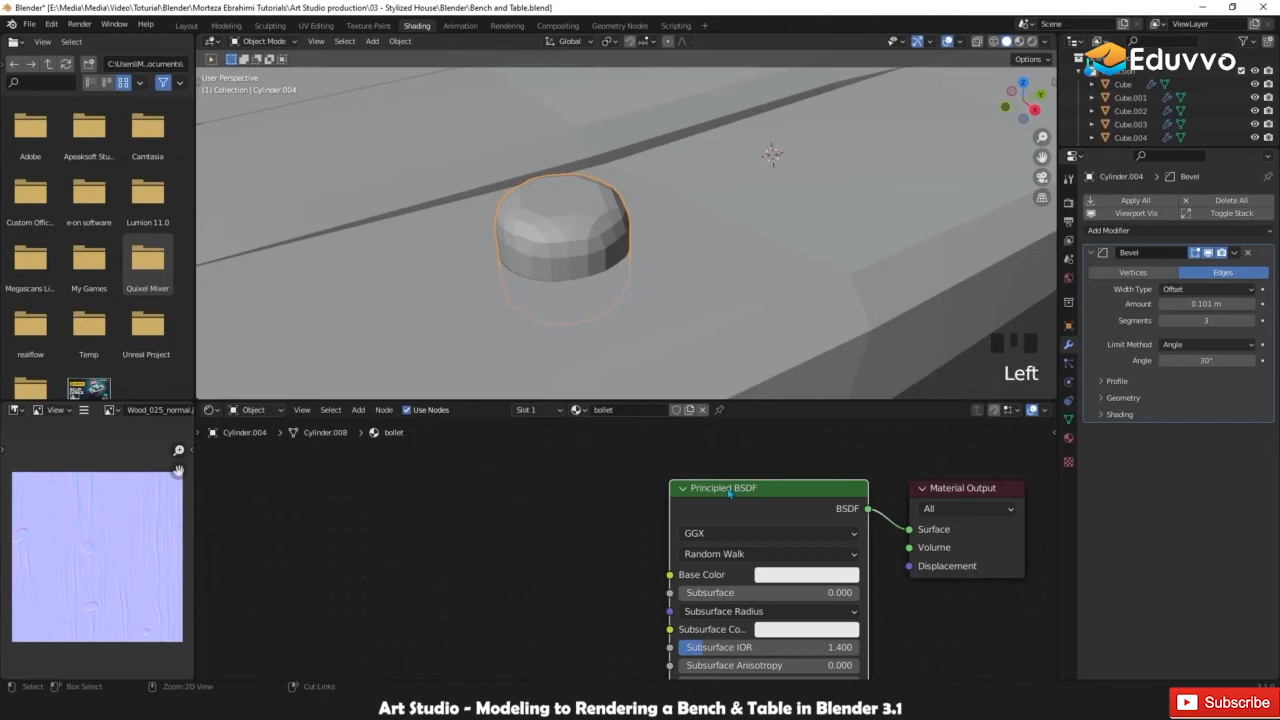 Blender* [E:\Media\Media\Video\Toturial\Blender\Morteza Ebrahimi Tutorials\Art Studio production\03 - Stylized House\Blender\Bench and Table.blend]
File Edit Render Window Help Layout Modeling Sculpting UV Editing Texture Paint Shading Animation Rendering Compositing Geometry Nodes Scripting Scene ViewLayer
View Select Object Mode View Select Add Object Global
C:\Users\M...ocuments\ Options
Eduvvo
User Perspective
(1) Collection | Cylinder.004
Cube
Cube.001
Cube.002
Cube.003
Cube.004
Adobe Apeaksoft Stu... Camtasia
Custom Offic... e-on software Lumion 11.0
Megascans Li... My Games Quixel Mixer
realflow Temp Unreal Project
Cylinder.004 Bevel
Apply All Delete All
Viewport Vis Toggle Stack
Add Modifier
Bevel
Vertices Edges
Width Type Offset
Amount 0.101 m
Segments 3
Limit Method Angle
Angle 30°
Profile
Geometry
Shading
Left
View Wood_025_normal.j
Object View Select Add Node Use Nodes Slot 1 bollet
Cylinder.004 Cylinder.008 bollet
Principled BSDF
BSDF
GGX
Random Walk
Base Color
Subsurface 0.000
Subsurface Radius
Subsurface Co...
Subsurface IOR 1.400
Subsurface Anisotropy 0.000
Material Output
All
Surface
Volume
Displacement
Select Box Select Zoom 2D View Cut Links
Art Studio - Modeling to Rendering a Bench & Table in Blender 3.1
Subscribe